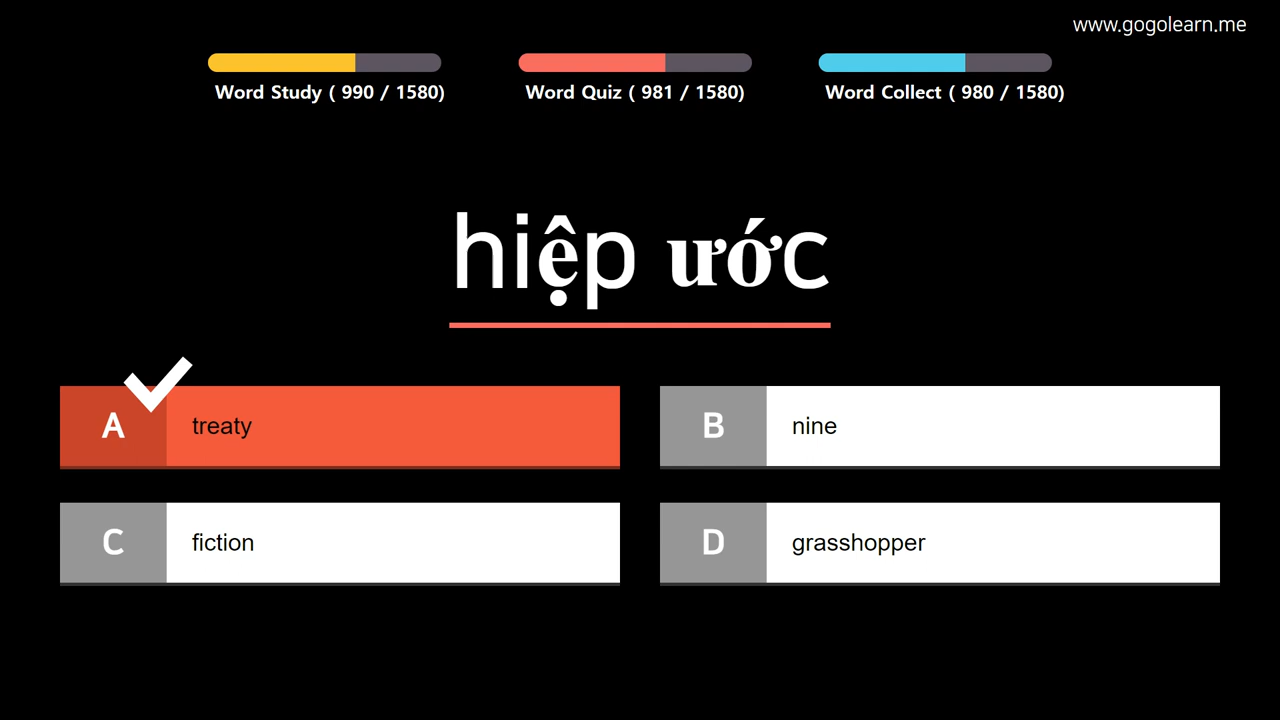 www.gogolearn.me
Word Study ( 990 / 1580)
Word Quiz ( 981 / 1580)
Word Collect ( 980 / 1580)
hiệp ước
A treaty
B nine
C fiction
D grasshopper